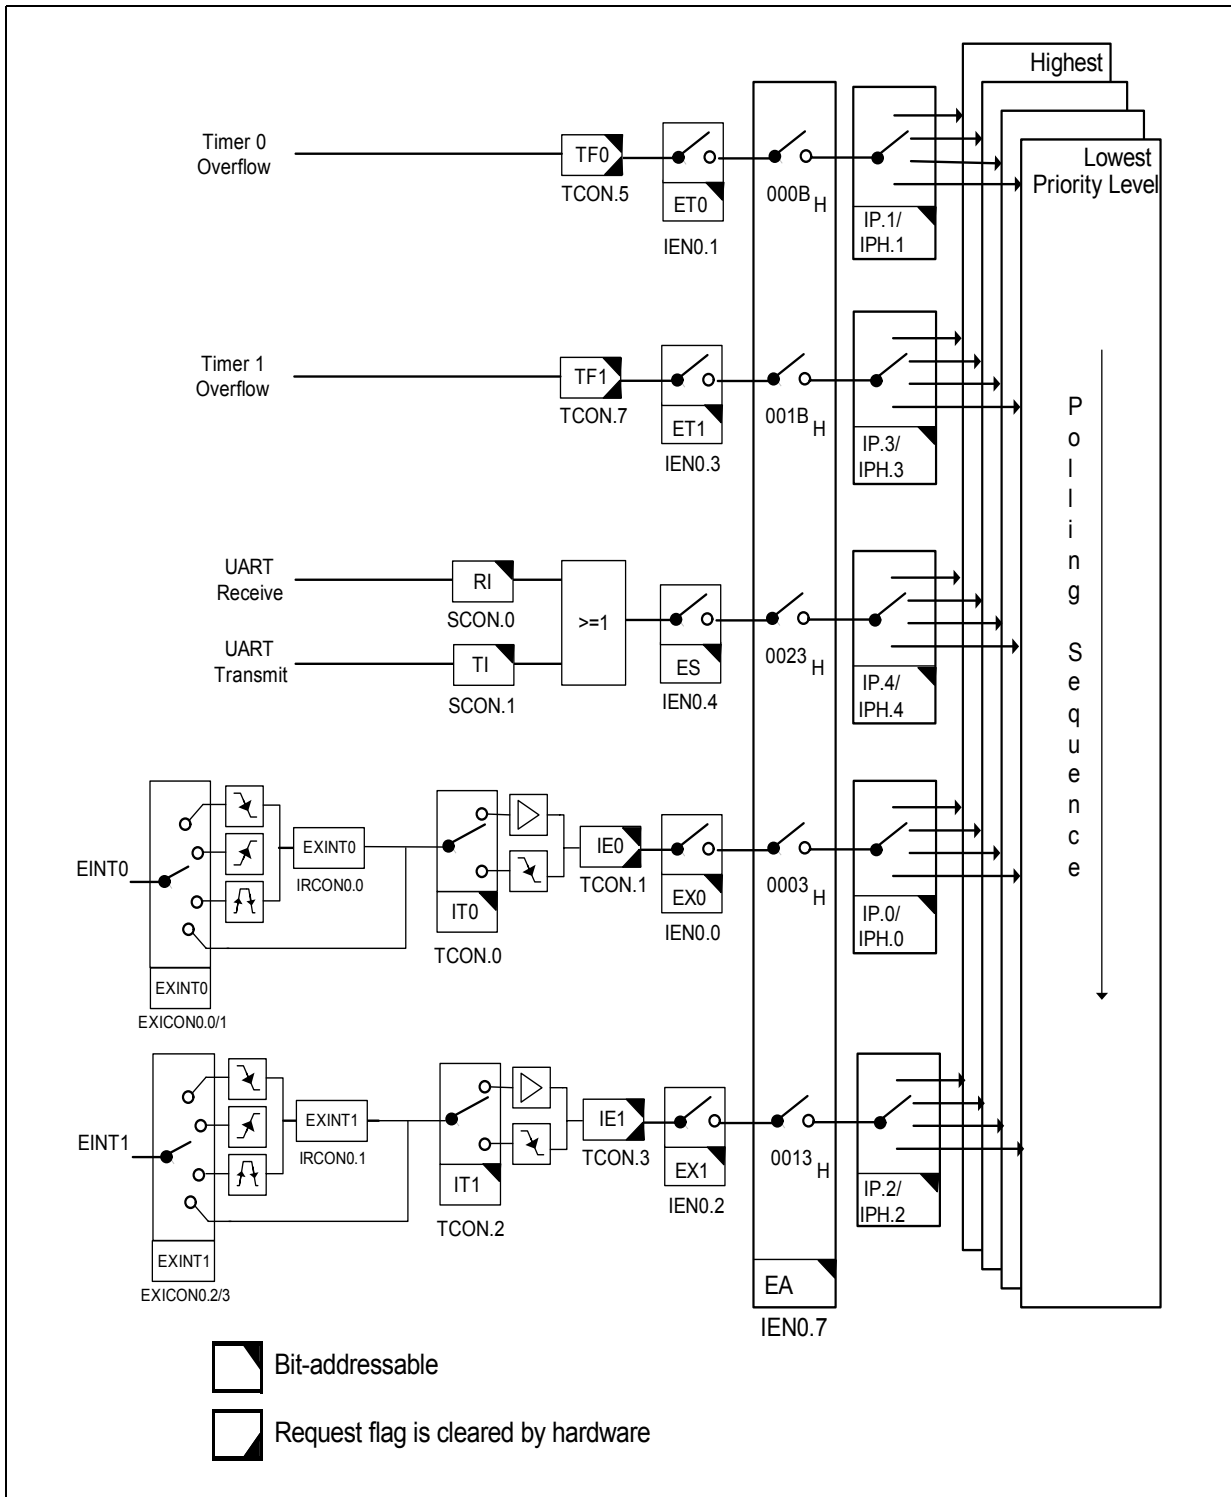 Highest
Lowest
Priority Level
Timer 0
Overflow
TF0
TCON.5
ET0
IEN0.1
000B H
IP.1/
IPH.1
Timer 1
Overflow
TF1
TCON.7
ET1
IEN0.3
001B H
IP.3/
IPH.3
UART
Receive
RI
SCON.0
UART
Transmit
TI
SCON.1
>=1
ES
IEN0.4
0023 H
IP.4/
IPH.4
Polling Sequence
EINT0
EXINT0
IRCON0.0
EXINT0
EXICON0.0/1
IT0
TCON.0
IE0
TCON.1
EX0
IEN0.0
0003 H
IP.0/
IPH.0
EINT1
EXINT1
IRCON0.1
EXINT1
EXICON0.2/3
IT1
TCON.2
IE1
TCON.3
EX1
IEN0.2
0013 H
IP.2/
IPH.2
EA
IEN0.7
Bit-addressable
Request flag is cleared by hardware